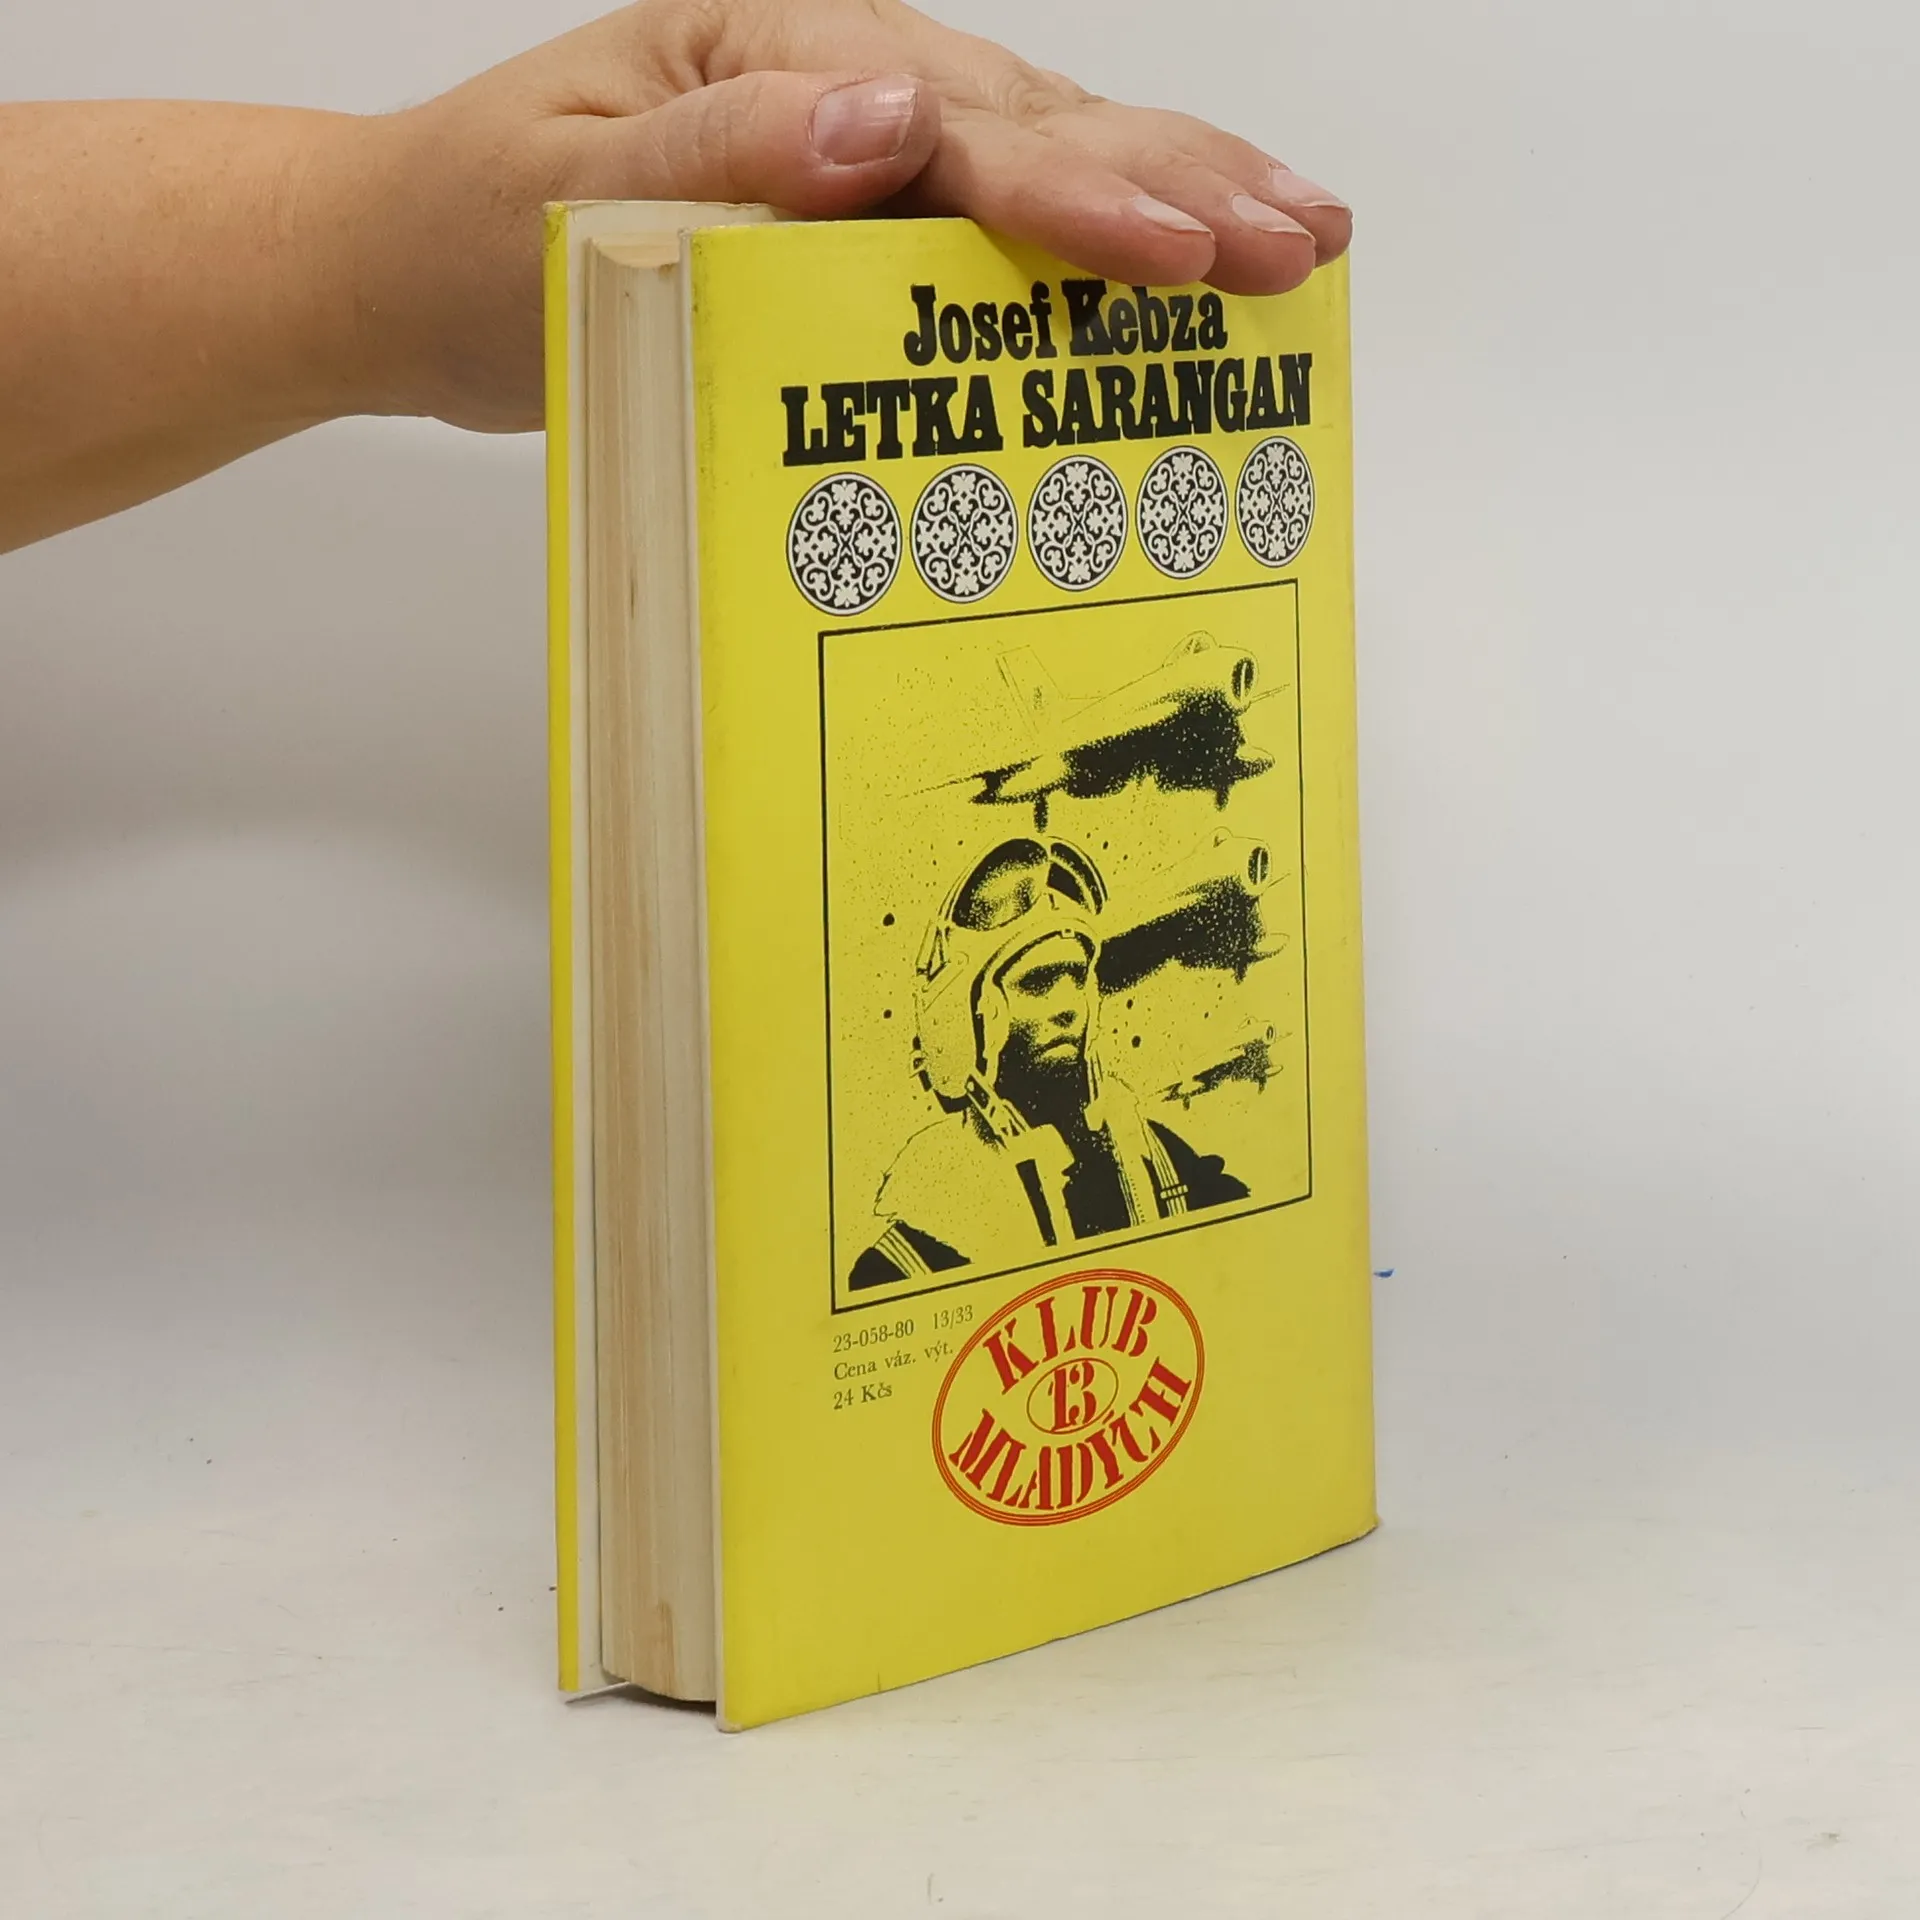 Josef Kebza
LETKA SARANGAN
23-058-80 13/33
Cena váz. výt.
24 Kčs
KLUB
13
MLADÝCH